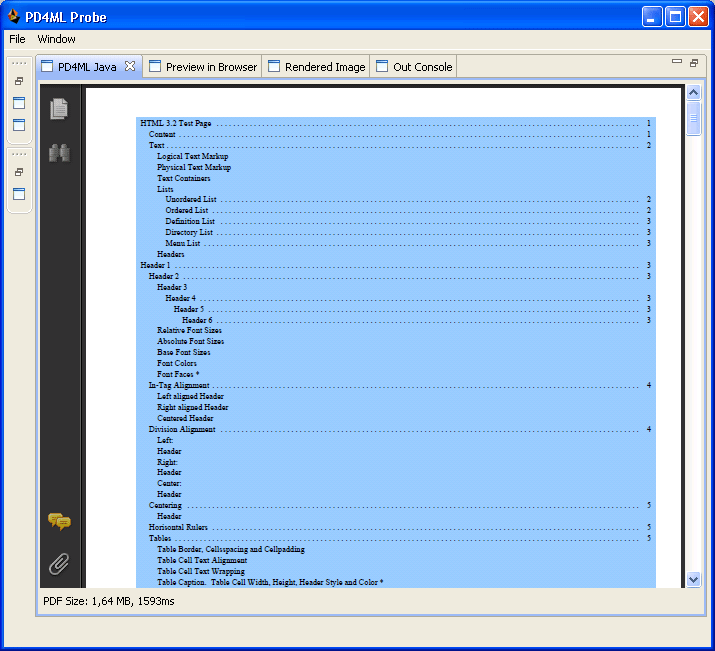 PD4ML Probe
File Window
PD4ML Java Preview in Browser Rendered Image Out Console
HTML 3.2 Test Page 1
Content 1
Text 2
Logical Text Markup
Physical Text Markup
Text Containers
Lists
Unordered List 2
Ordered List 2
Definition List 3
Directory List 3
Menu List 3
Headers
Header 1 3
Header 2 3
Header 3
Header 4 3
Header 5 3
Header 6 3
Relative Font Sizes
Absolute Font Sizes
Base Font Sizes
Font Colors
Font Faces *
In-Tag Alignment 4
Left aligned Header
Right aligned Header
Centered Header
Division Alignment 4
Left:
Header
Right:
Header
Center:
Header
Centering 5
Header
Horisontal Rulers 5
Tables 5
Table Border, Cellsspacing and Cellpadding
Table Cell Text Alignment
Table Cell Text Wrapping
Table Caption. Table Cell Width, Height, Header Style and Color *
PDF Size: 1,64 MB, 1593ms